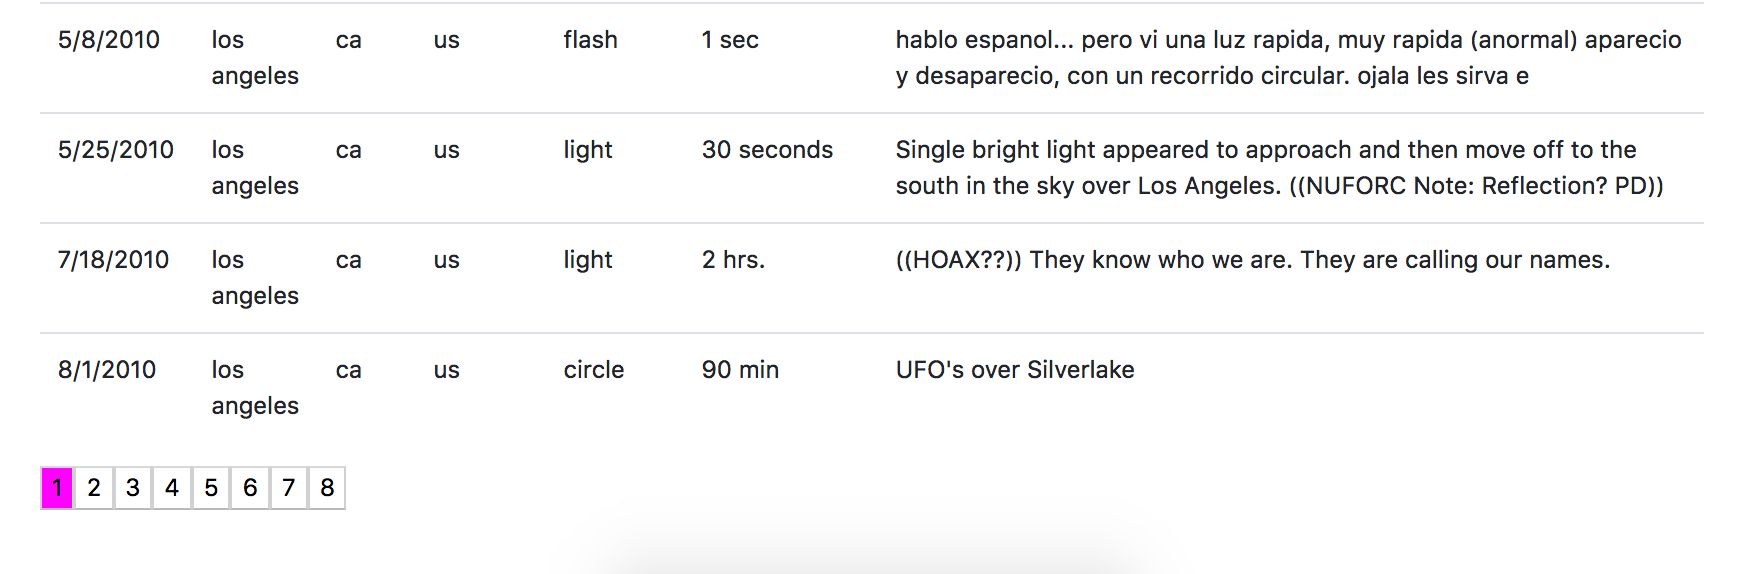 5/8/2010 los angeles ca us flash 1 sec hablo espanol... pero vi una luz rapida, muy rapida (anormal) aparecio
y desaparecio, con un recorrido circular. ojala les sirva e
5/25/2010 los angeles ca us light 30 seconds Single bright light appeared to approach and then move off to the
south in the sky over Los Angeles. ((NUFORC Note: Reflection? PD))
7/18/2010 los angeles ca us light 2 hrs. ((HOAX??)) They know who we are. They are calling our names.
8/1/2010 los angeles ca us circle 90 min UFO's over Silverlake
1 2 3 4 5 6 7 8